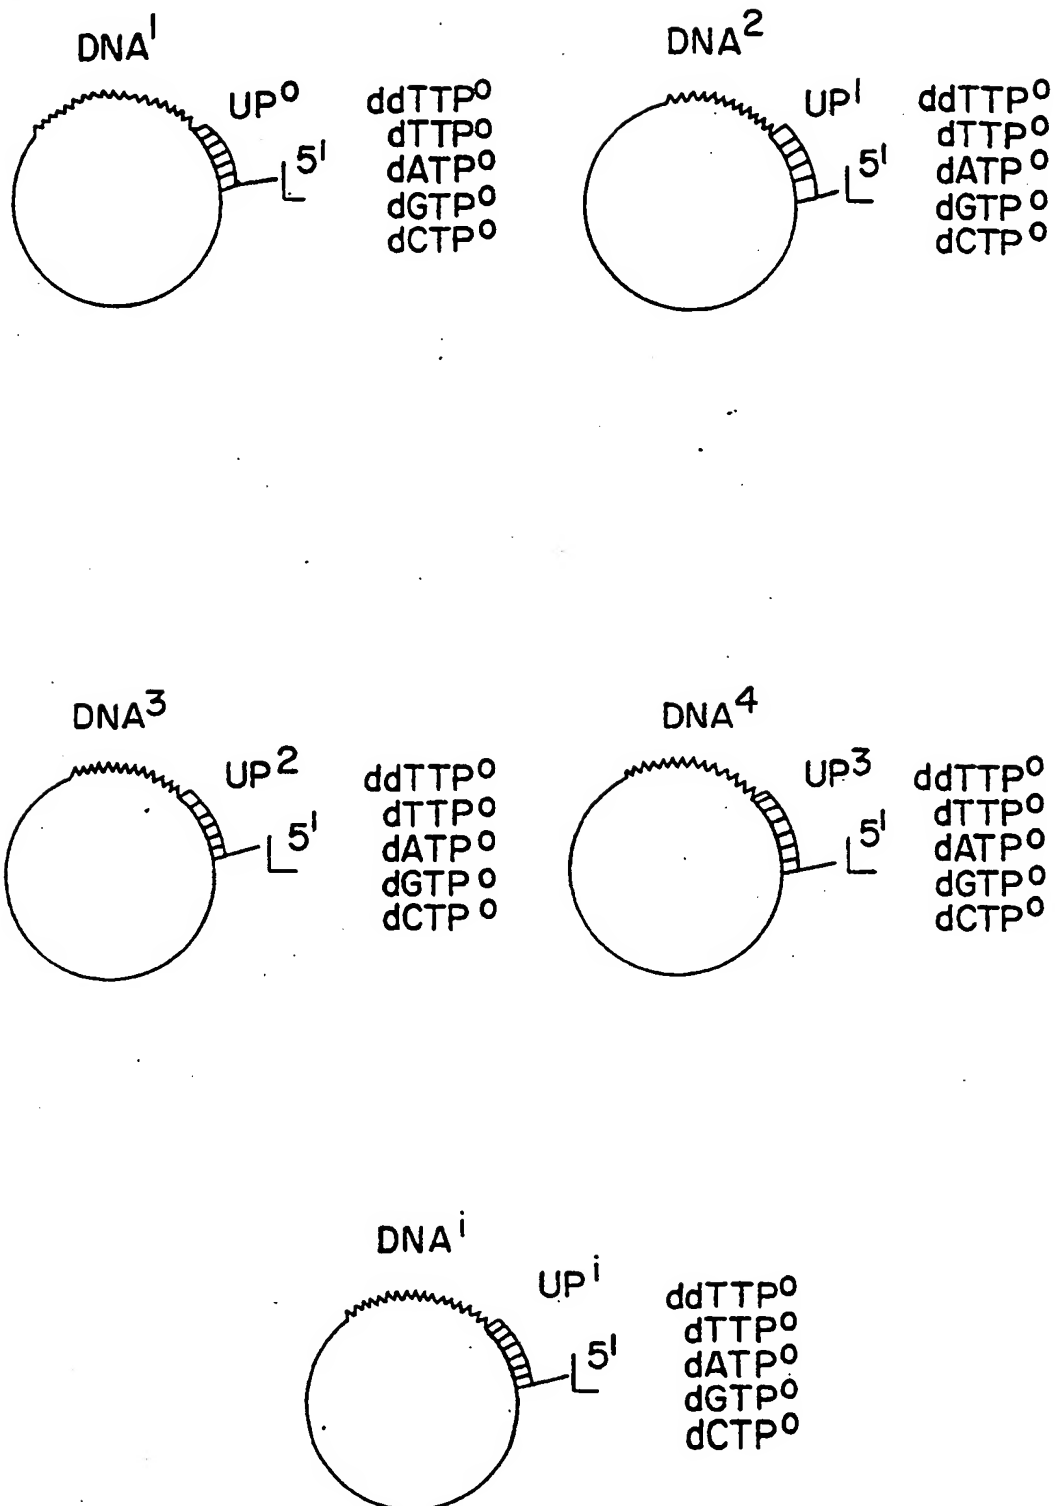 DNA¹
UP⁰
5'
L
ddTTP⁰
dTTP⁰
dATP⁰
dGTP⁰
dCTP⁰
DNA²
UP¹
5'
L
ddTTP⁰
dTTP⁰
dATP⁰
dGTP⁰
dCTP⁰
DNA³
UP²
5'
L
ddTTP⁰
dTTP⁰
dATP⁰
dGTP⁰
dCTP⁰
DNA⁴
UP³
5'
L
ddTTP⁰
dTTP⁰
dATP⁰
dGTP⁰
dCTP⁰
DNAⁱ
UPⁱ
5'
L
ddTTP⁰
dTTP⁰
dATP⁰
dGTP⁰
dCTP⁰